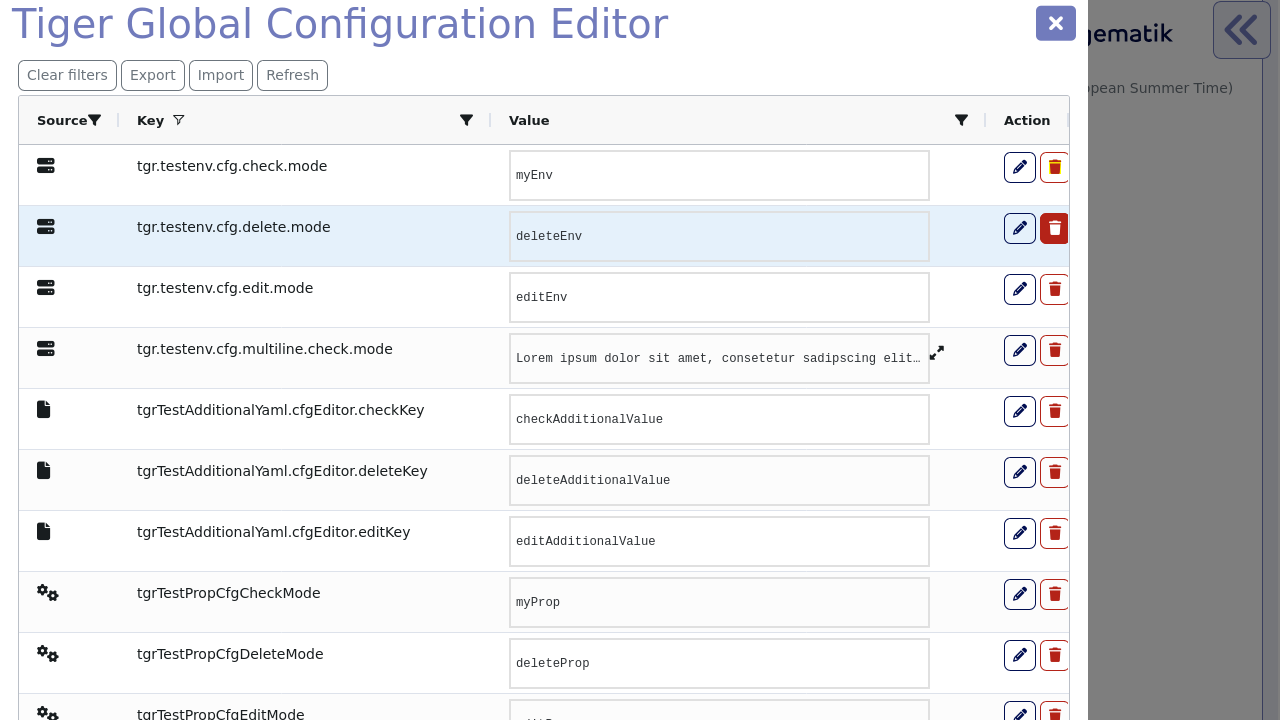 Tiger Global Configuration Editor
gematik
Clear filters Export Import Refresh
pean Summer Time)
Source Key Value Action
tgr.testenv.cfg.check.mode myEnv
tgr.testenv.cfg.delete.mode deleteEnv
tgr.testenv.cfg.edit.mode editEnv
tgr.testenv.cfg.multiline.check.mode Lorem ipsum dolor sit amet, consetetur sadipscing elit…
tgrTestAdditionalYaml.cfgEditor.checkKey checkAdditionalValue
tgrTestAdditionalYaml.cfgEditor.deleteKey deleteAdditionalValue
tgrTestAdditionalYaml.cfgEditor.editKey editAdditionalValue
tgrTestPropCfgCheckMode myProp
tgrTestPropCfgDeleteMode deleteProp
tgrTestPropCfgEditMode